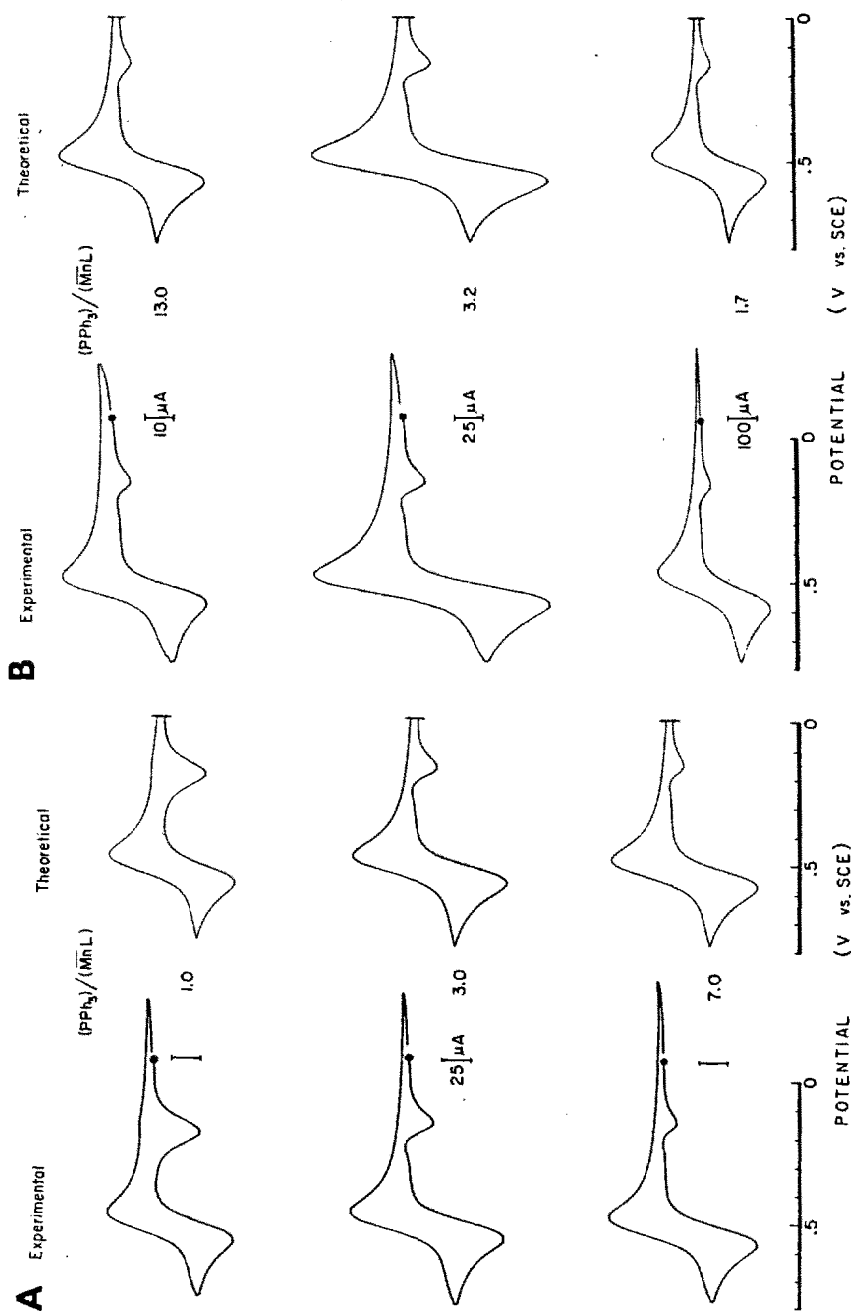 A
Experimental
(PPh₃)/(M̅n̅L)
Theoretical
1.0
25 µA
3.0
7.0
.5 0 .5 0
POTENTIAL (V vs. SCE)
B
Experimental
(PPh₃)/(M̅n̅L)
Theoretical
10 µA
13.0
25 µA
3.2
100 µA
1.7
.5 0 .5 0
POTENTIAL (V vs. SCE)